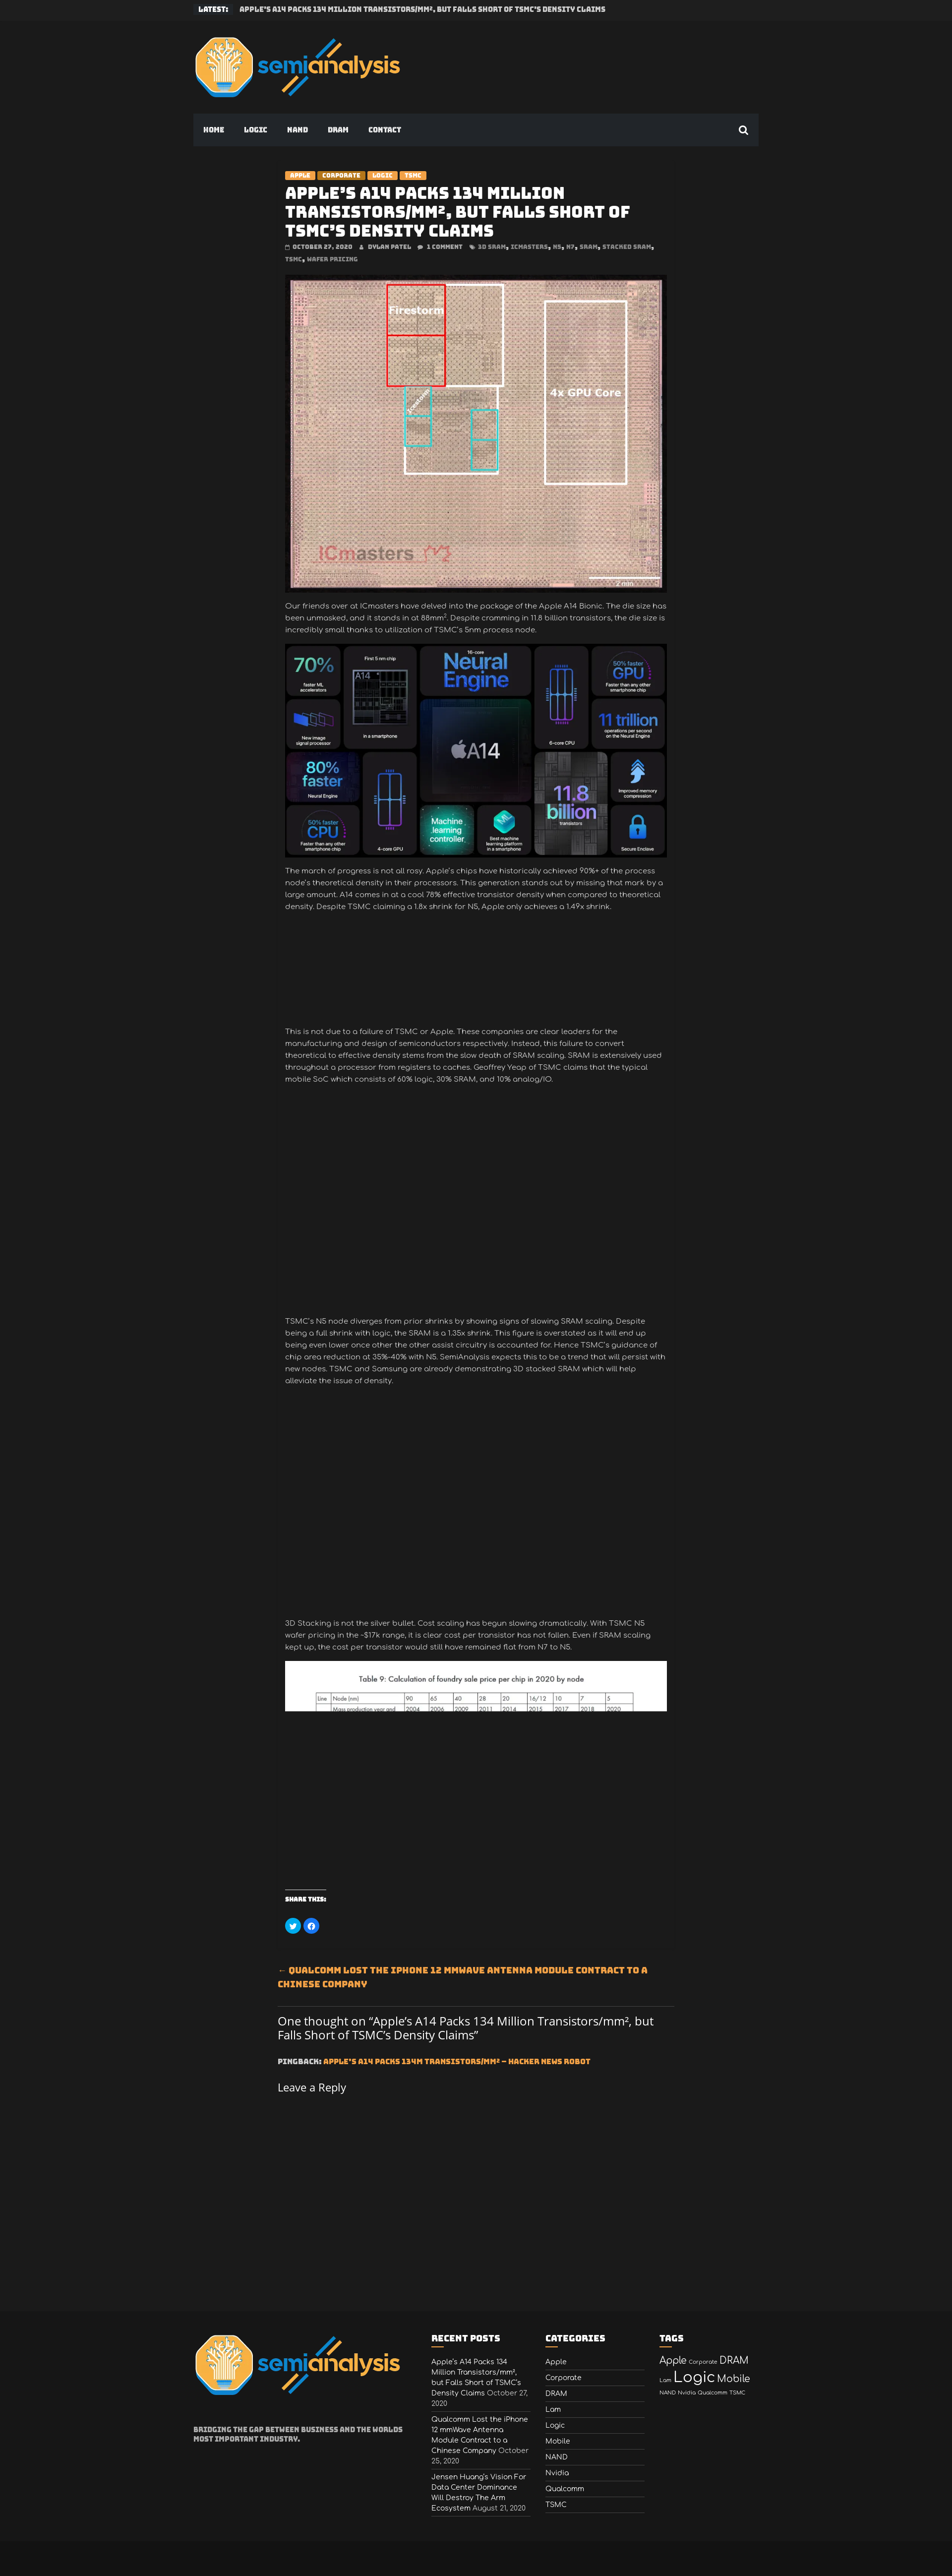 LATEST: APPLE'S A14 PACKS 134 MILLION TRANSISTORS/MM², BUT FALLS SHORT OF TSMC'S DENSITY CLAIMS
semianalysis
HOME LOGIC NAND DRAM CONTACT
APPLE CORPORATE LOGIC TSMC
APPLE'S A14 PACKS 134 MILLION
TRANSISTORS/MM², BUT FALLS SHORT OF
TSMC'S DENSITY CLAIMS
OCTOBER 27, 2020 DYLAN PATEL 1 COMMENT 3D SRAM, ICMASTERS, N5, N7, SRAM, STACKED SRAM,
TSMC, WAFER PRICING
Firestorm
4x GPU Core
ICmasters
2 mm
Our friends over at ICmasters have delved into the package of the Apple A14 Bionic. The die size has
been unmasked, and it stands in at 88mm². Despite cramming in 11.8 billion transistors, the die size is
incredibly small thanks to utilization of TSMC's 5nm process node.
70%
faster ML
accelerators
First 5 nm chip
A14
in a smartphone
16-core
Neural
Engine
6-core CPU
50% faster
GPU
Faster than any other
smartphone chip
New image
signal processor
A14
11 trillion
operations per second
on the Neural Engine
80%
faster
Neural Engine
4-core GPU
11.8
billion
transistors
Improved memory
compression
50% faster
CPU
Faster than any other
smartphone chip
Machine
learning
controller
Best machine
learning platform
in a smartphone
Secure Enclave
The march of progress is not all rosy. Apple's chips have historically achieved 90%+ of the process
node's theoretical density in their processors. This generation stands out by missing that mark by a
large amount. A14 comes in at a cool 78% effective transistor density when compared to theoretical
density. Despite TSMC claiming a 1.8x shrink for N5, Apple only achieves a 1.49x shrink.
This is not due to a failure of TSMC or Apple. These companies are clear leaders for the
manufacturing and design of semiconductors respectively. Instead, this failure to convert
theoretical to effective density stems from the slow death of SRAM scaling. SRAM is extensively used
throughout a processor from registers to caches. Geoffrey Yeap of TSMC claims that the typical
mobile SoC which consists of 60% logic, 30% SRAM, and 10% analog/IO.
TSMC's N5 node diverges from prior shrinks by showing signs of slowing SRAM scaling. Despite
being a full shrink with logic, the SRAM is a 1.35x shrink. This figure is overstated as it will end up
being even lower once other the other assist circuitry is accounted for. Hence TSMC's guidance of
chip area reduction at 35%-40% with N5. SemiAnalysis expects this to be a trend that will persist with
new nodes. TSMC and Samsung are already demonstrating 3D stacked SRAM which will help
alleviate the issue of density.
3D Stacking is not the silver bullet. Cost scaling has begun slowing dramatically. With TSMC N5
wafer pricing in the ~$17k range, it is clear cost per transistor has not fallen. Even if SRAM scaling
kept up, the cost per transistor would still have remained flat from N7 to N5.
Table 9: Calculation of foundry sale price per chip in 2020 by node
Line Node (nm) 90 65 40 28 20 16/12 10 7 5
Mass production year and 2004 2006 2009 2011 2014 2015 2017 2018 2020
SHARE THIS:
← QUALCOMM LOST THE IPHONE 12 MMWAVE ANTENNA MODULE CONTRACT TO A
CHINESE COMPANY
One thought on “Apple’s A14 Packs 134 Million Transistors/mm², but
Falls Short of TSMC’s Density Claims”
PINGBACK: APPLE'S A14 PACKS 134M TRANSISTORS/MM² – HACKER NEWS ROBOT
Leave a Reply
semianalysis
BRIDGING THE GAP BETWEEN BUSINESS AND THE WORLDS
MOST IMPORTANT INDUSTRY.
RECENT POSTS
Apple's A14 Packs 134
Million Transistors/mm²,
but Falls Short of TSMC's
Density Claims October 27,
2020
Qualcomm Lost the iPhone
12 mmWave Antenna
Module Contract to a
Chinese Company October
25, 2020
Jensen Huang's Vision For
Data Center Dominance
Will Destroy The Arm
Ecosystem August 21, 2020
CATEGORIES
Apple
Corporate
DRAM
Lam
Logic
Mobile
NAND
Nvidia
Qualcomm
TSMC
TAGS
Apple Corporate DRAM
Lam Logic Mobile
NAND Nvidia Qualcomm TSMC